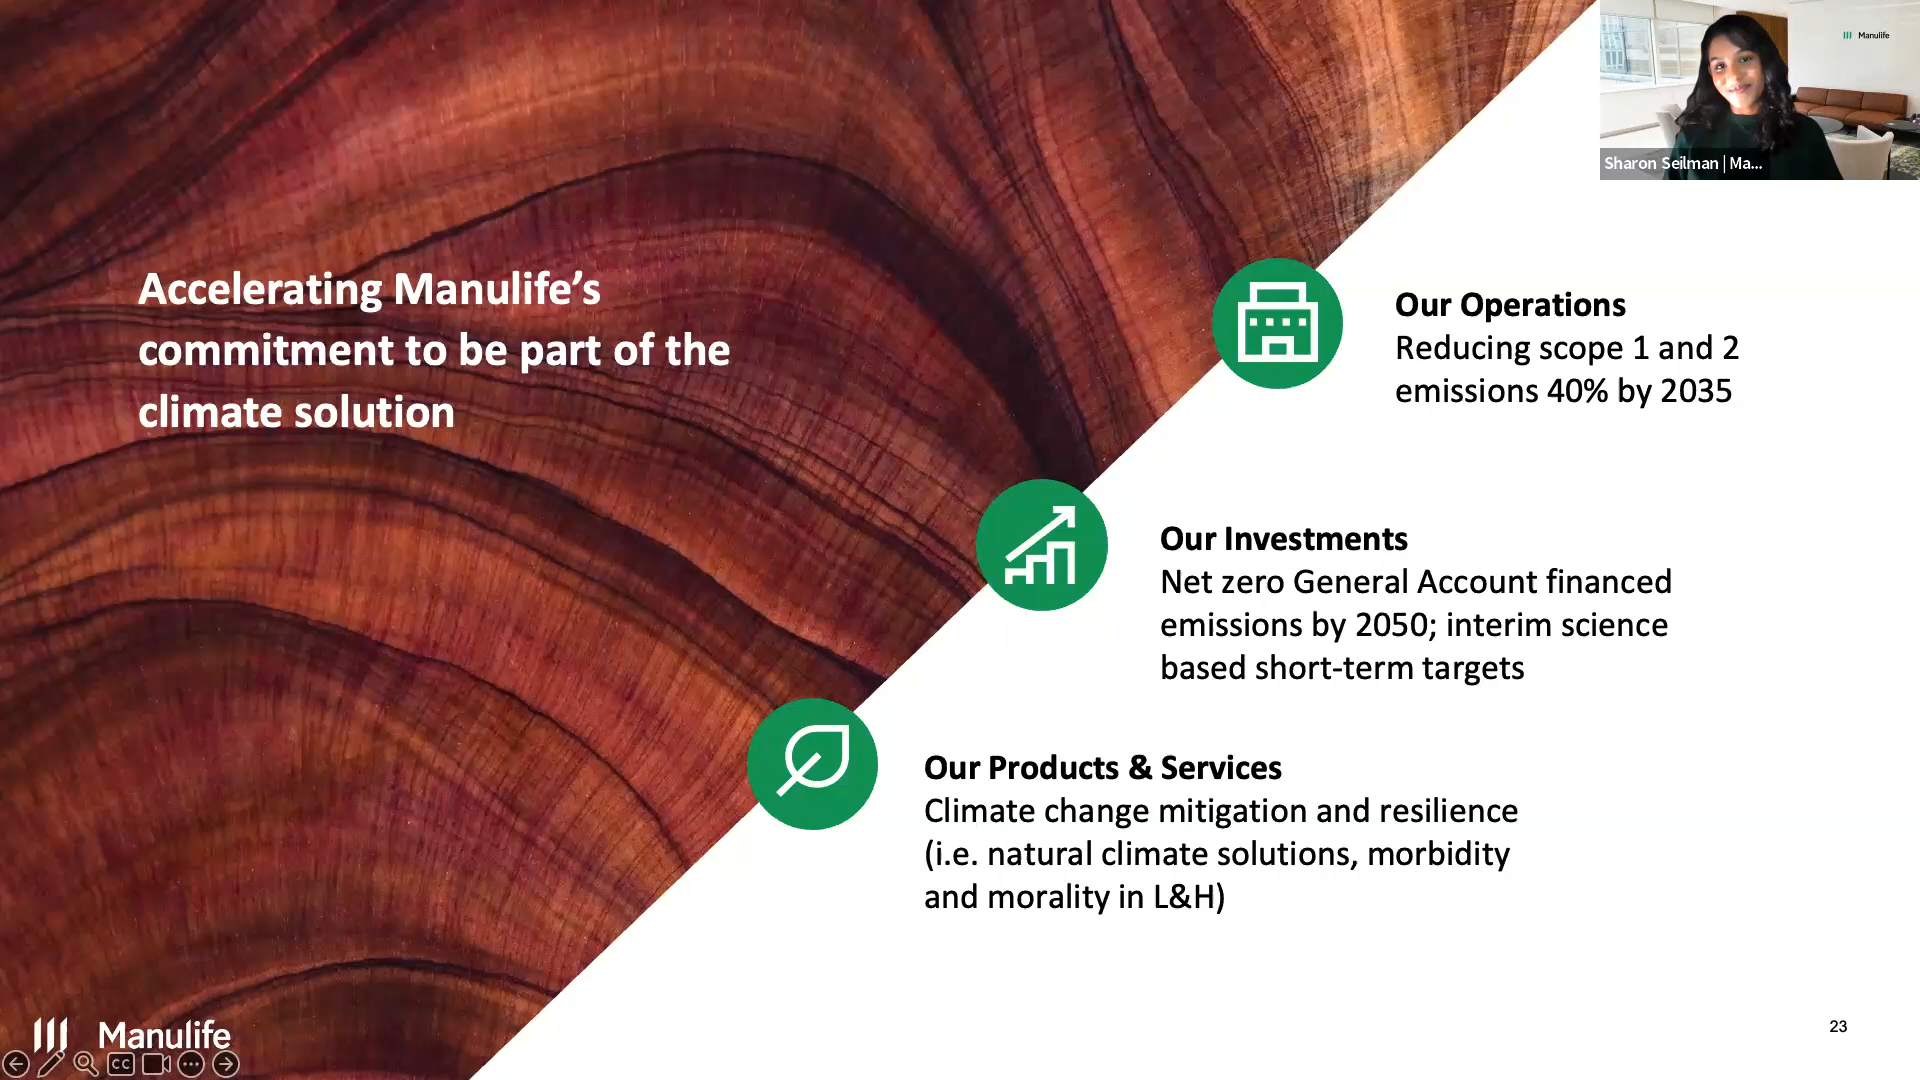 Manulife
Sharon Seilman | Ma...
Accelerating Manulife’s
commitment to be part of the
climate solution
Our Operations
Reducing scope 1 and 2
emissions 40% by 2035
Our Investments
Net zero General Account financed
emissions by 2050; interim science
based short-term targets
Our Products & Services
Climate change mitigation and resilience
(i.e. natural climate solutions, morbidity
and morality in L&H)
Manulife
23
CC